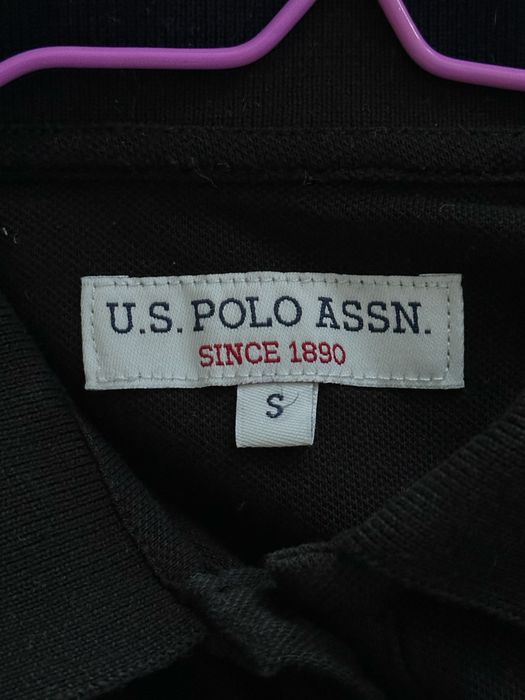 U.S. POLO ASSN.
SINCE 1890
S